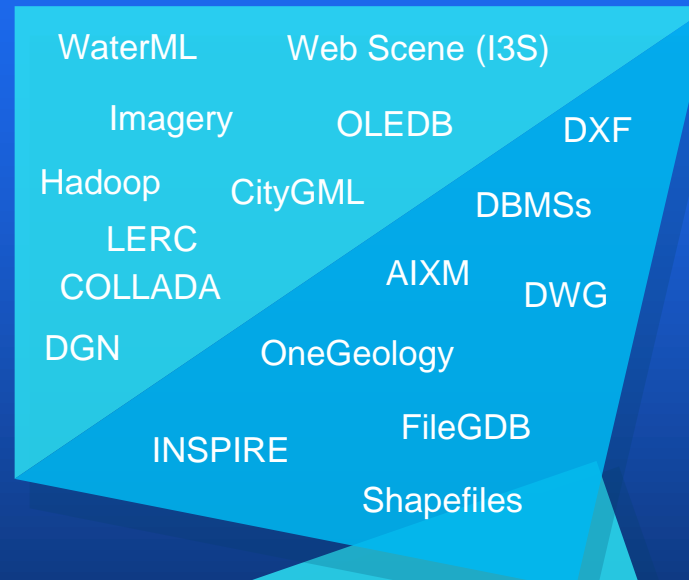 WaterML
Web Scene (I3S)
Imagery
OLEDB
DXF
Hadoop
CityGML
DBMSs
LERC
AIXM
COLLADA
DWG
DGN
OneGeology
FileGDB
INSPIRE
Shapefiles